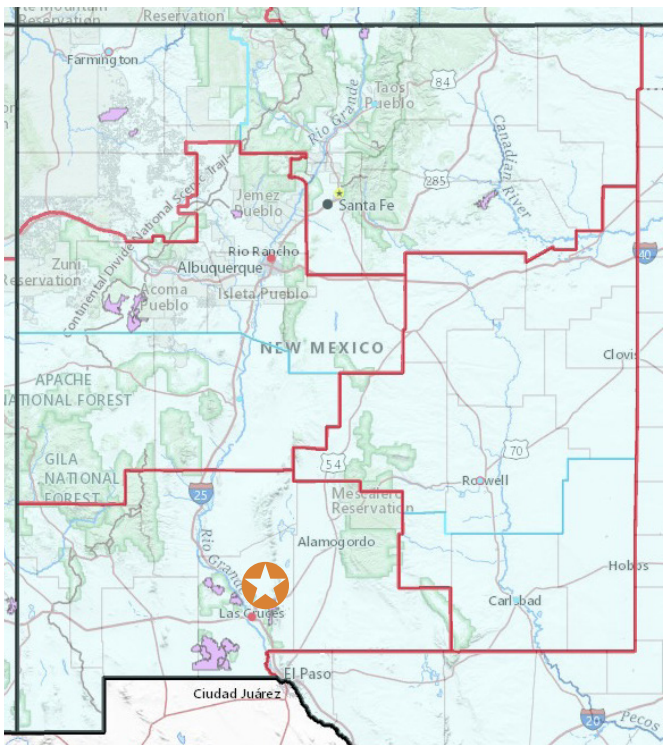 Ute Mountain
Reservation
Reservation
Farmington
Taos
Pueblo
84
Rio Grande
Canadian
River
Continental Divide National Scenic Trail
285
Jemez
Pueblo
Santa Fe
Zuni
Reservation
Rio Rancho
Albuquerque
40
Acoma
Pueblo
Isleta Pueblo
NEW MEXICO
Clovis
APACHE
NATIONAL FOREST
GILA
NATIONAL
FOREST
54
70
Mescalero
Reservation
Roswell
25
Rio Grande
Alamogordo
Hobbs
Las Cruces
Carlsbad
El Paso
Ciudad Juárez
20
Pecos